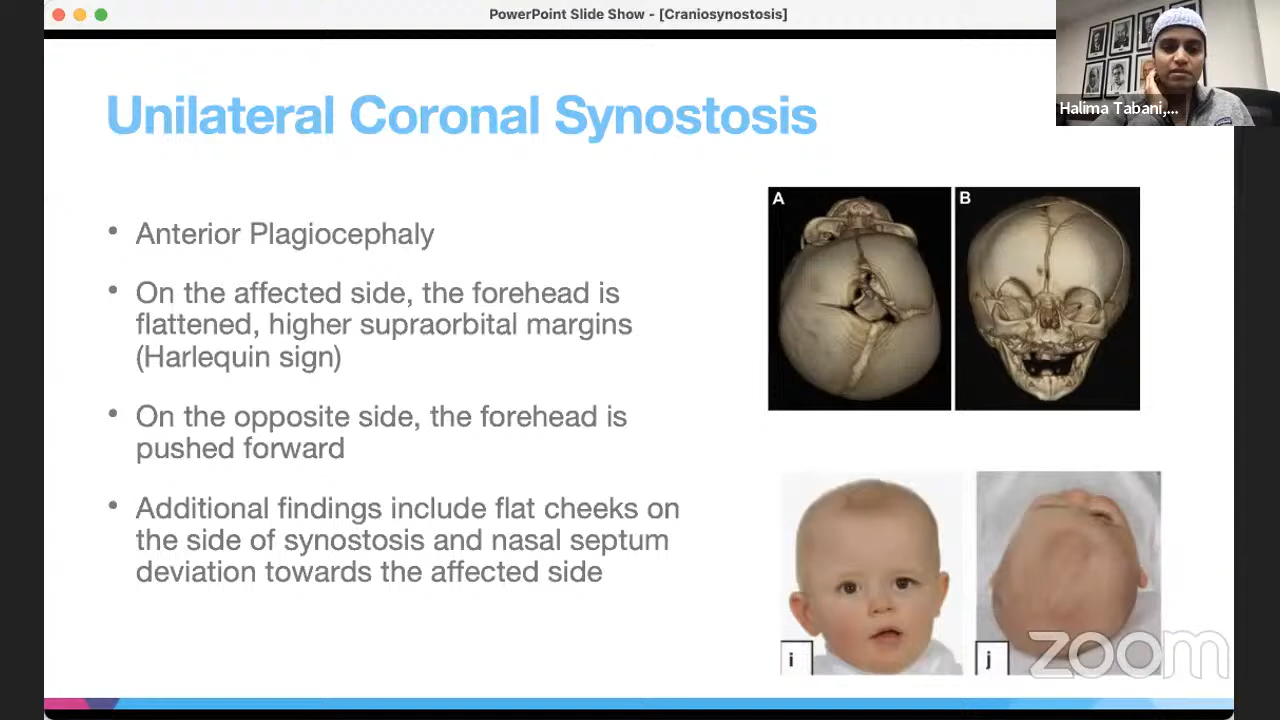 PowerPoint Slide Show - [Craniosynostosis]
Halima Tabani,...
Unilateral Coronal Synostosis
• Anterior Plagiocephaly
• On the affected side, the forehead is
flattened, higher supraorbital margins
(Harlequin sign)
• On the opposite side, the forehead is
pushed forward
• Additional findings include flat cheeks on
the side of synostosis and nasal septum
deviation towards the affected side
A
B
i
j
zoom